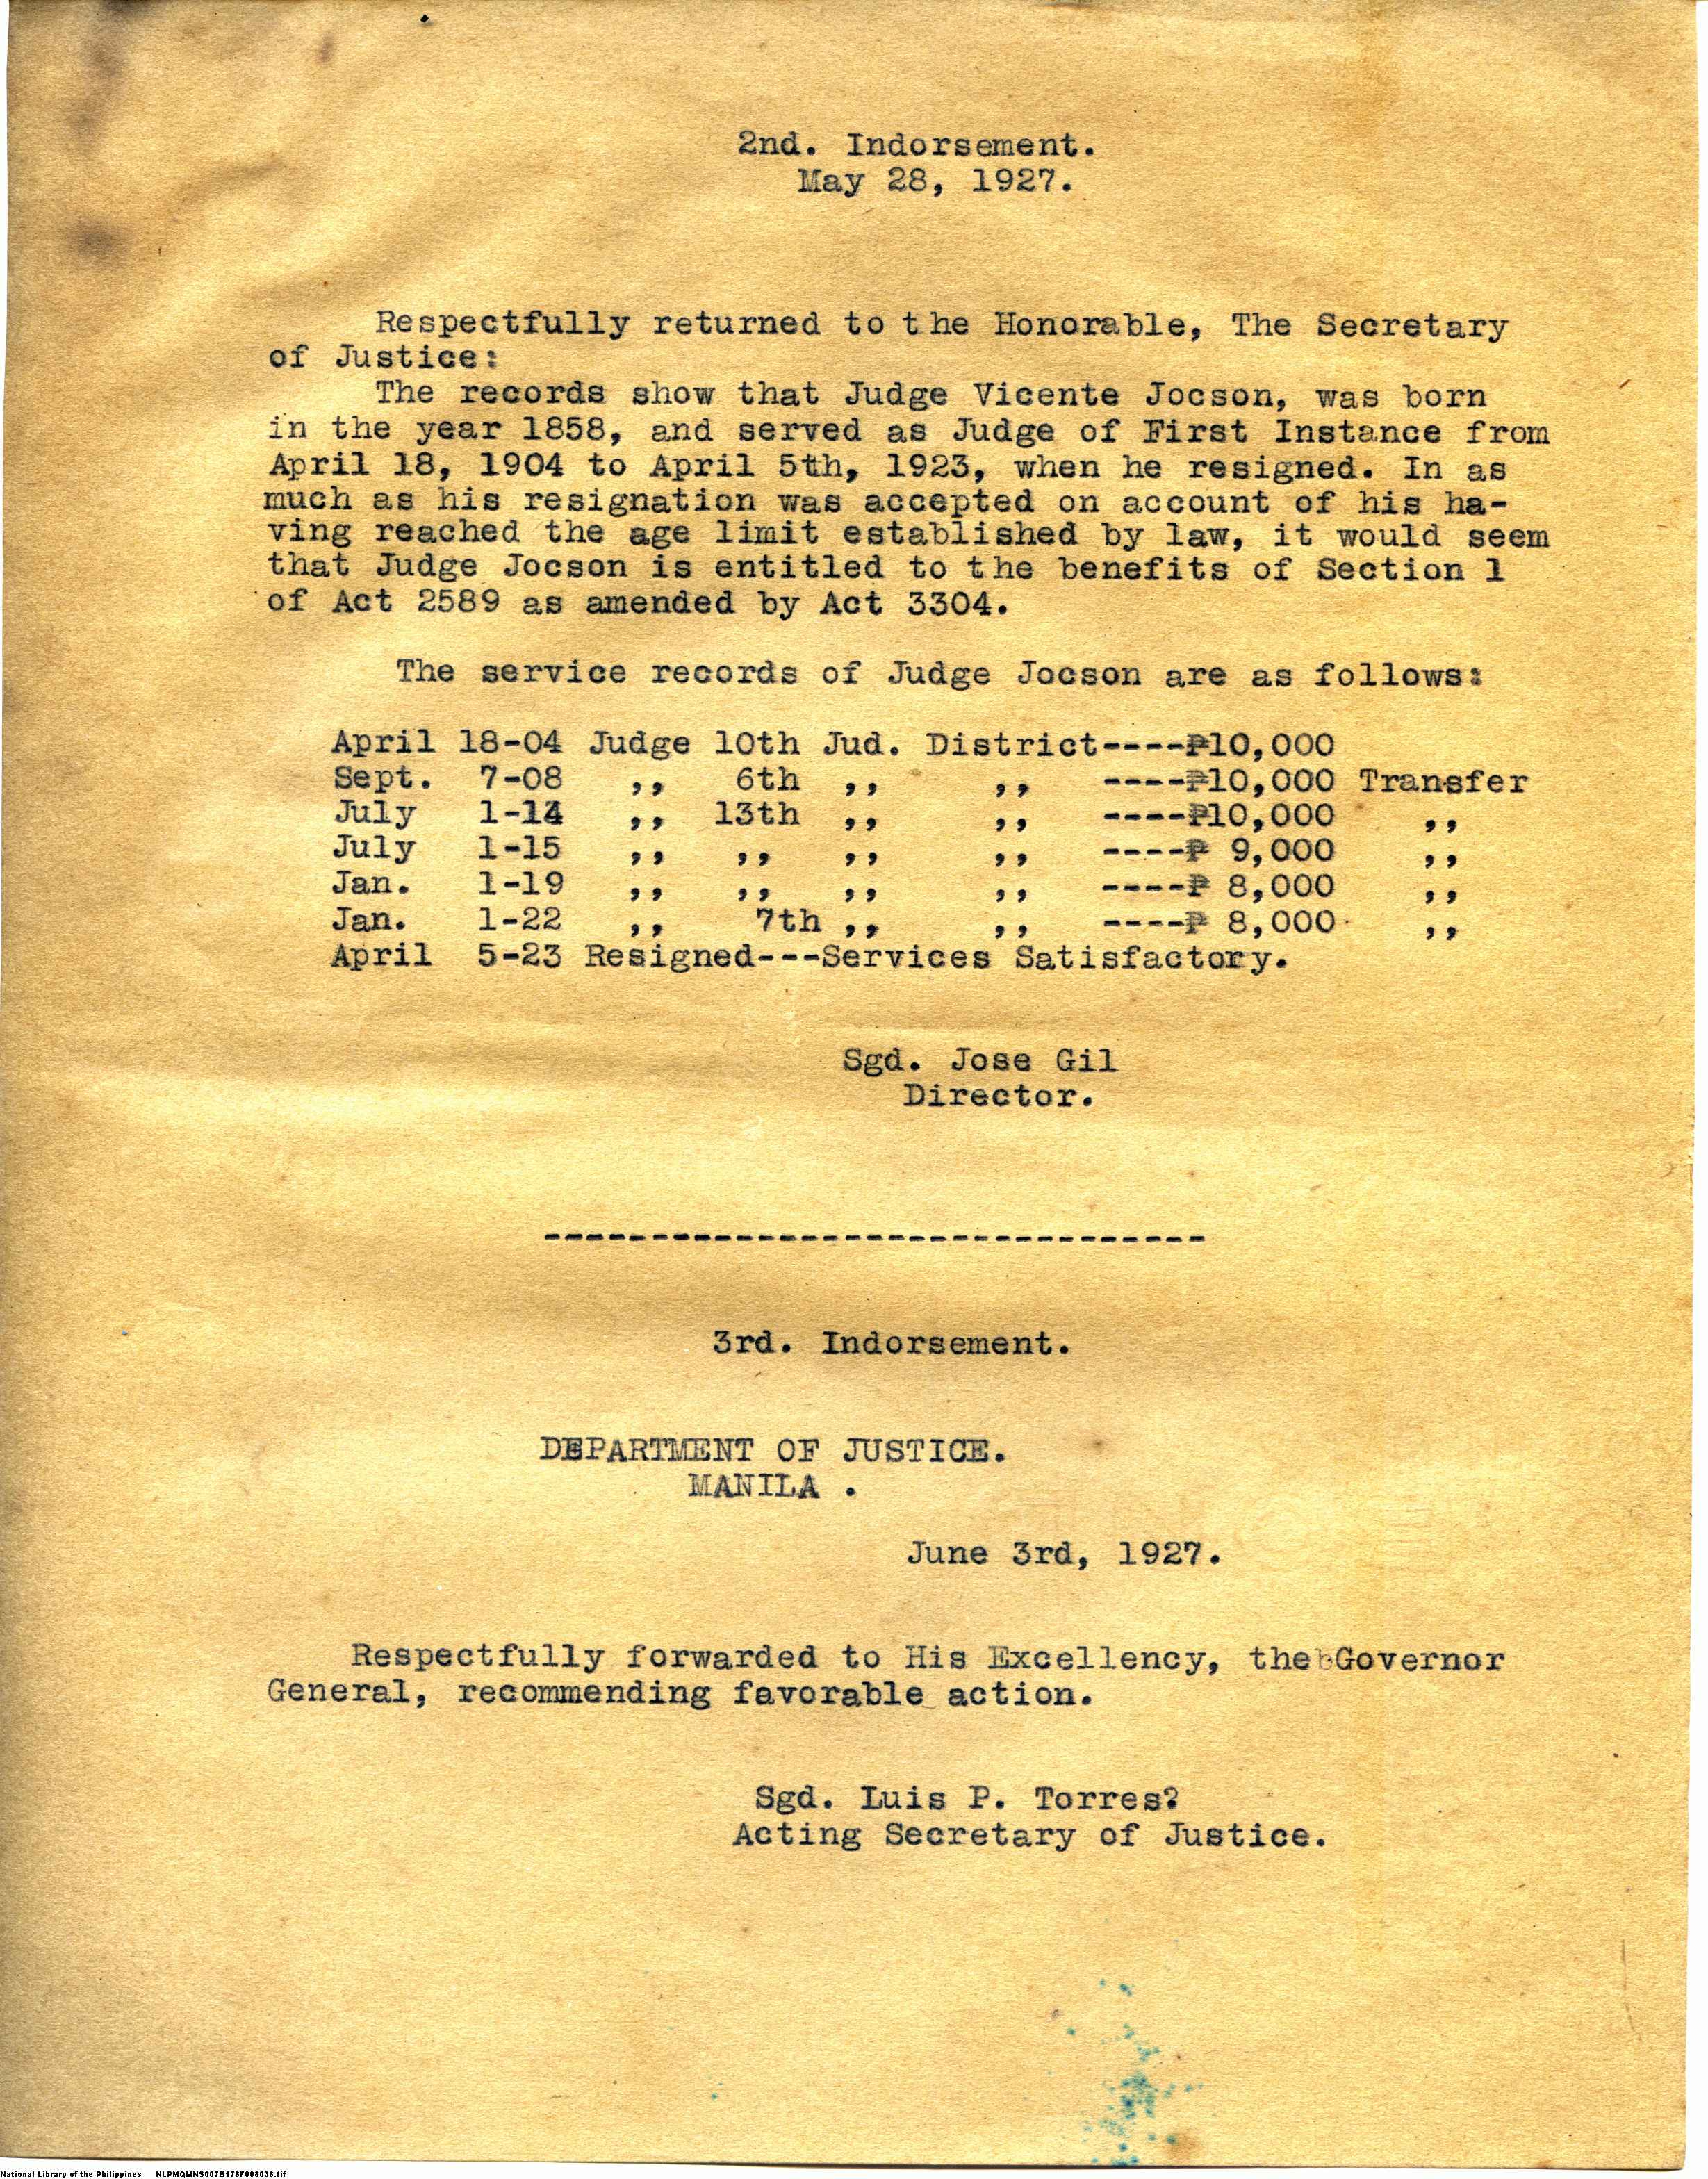 2nd. Indorsement.
May 28, 1927.
Respectfully returned to the Honorable, The Secretary
of Justice:
The records show that Judge Vicente Jocson, was born
in the year 1858, and served as Judge of First Instance from
April 18, 1904 to April 5th, 1923, when he resigned. In as
much as his resignation was accepted on account of his ha-
ving reached the age limit established by law, it would seem
that Judge Jocson is entitled to the benefits of Section 1
of Act 2589 as amended by Act 3304.
The service records of Judge Jocson are as follows:
April 18-04 Judge 10th Jud. District----₱10,000
Sept. 7-08 ,, 6th ,, ,, ----₱10,000 Transfer
July 1-14 ,, 13th ,, ,, ----₱10,000 ,,
July 1-15 ,, ,, ,, ,, ----₱ 9,000 ,,
Jan. 1-19 ,, ,, ,, ,, ----₱ 8,000 ,,
Jan. 1-22 ,, 7th ,, ,, ----₱ 8,000 ,,
April 5-23 Resigned---Services Satisfactory.
Sgd. Jose Gil
Director.
-------------------------------
3rd. Indorsement.
DEPARTMENT OF JUSTICE.
MANILA .
June 3rd, 1927.
Respectfully forwarded to His Excellency, the Governor
General, recommending favorable action.
Sgd. Luis P. Torres?
Acting Secretary of Justice.
National Library of the Philippines NLPMQMNS007B176F008036.tif